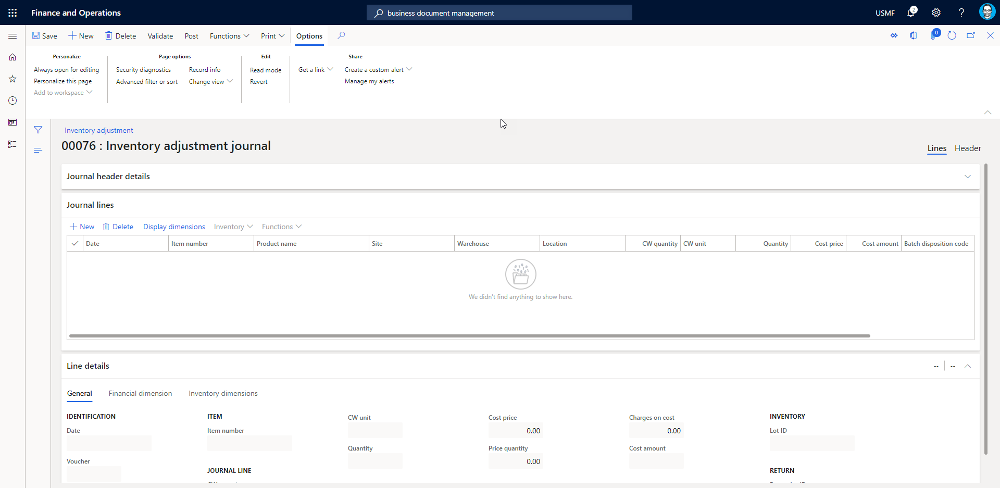 Finance and Operations
business document management
USMF
2
?
Save
New
Delete
Validate
Post
Functions
Print
Options
0
Personalize
Always open for editing
Personalize this page
Add to workspace
Page options
Security diagnostics
Record info
Advanced filter or sort
Change view
Edit
Read mode
Revert
Share
Get a link
Create a custom alert
Manage my alerts
Inventory adjustment
00076 : Inventory adjustment journal
Lines
Header
Journal header details
Journal lines
New
Delete
Display dimensions
Inventory
Functions
Date
Item number
Product name
Site
Warehouse
Location
CW quantity
CW unit
Quantity
Cost price
Cost amount
Batch disposition code
We didn't find anything to show here.
Line details
--
--
General
Financial dimension
Inventory dimensions
IDENTIFICATION
Date
Voucher
ITEM
Item number
JOURNAL LINE
CW unit
Quantity
Cost price
0.00
Price quantity
0.00
Charges on cost
0.00
Cost amount
INVENTORY
Lot ID
RETURN